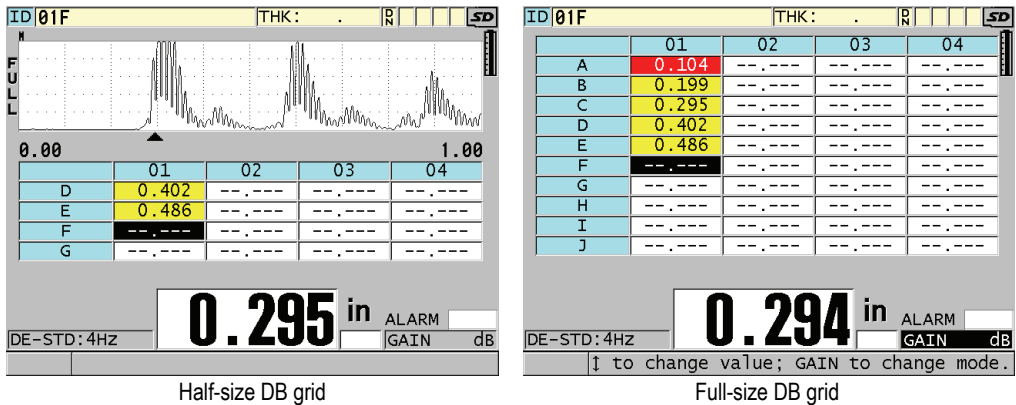 ID 01F THK: . DN SD
M
FULL
0.00 1.00
01 02 03 04
D 0.402 --.--- --.--- --.---
E 0.486 --.--- --.--- --.---
F --.--- --.--- --.--- --.---
G --.--- --.--- --.--- --.---
0.295 in
ALARM
DE-STD:4Hz GAIN dB
Half-size DB grid
ID 01F THK: . DN SD
01 02 03 04
A 0.104 --.--- --.--- --.---
B 0.199 --.--- --.--- --.---
C 0.295 --.--- --.--- --.---
D 0.402 --.--- --.--- --.---
E 0.486 --.--- --.--- --.---
F --.--- --.--- --.--- --.---
G --.--- --.--- --.--- --.---
H --.--- --.--- --.--- --.---
I --.--- --.--- --.--- --.---
J --.--- --.--- --.--- --.---
0.294 in
ALARM
DE-STD:4Hz GAIN dB
↕ to change value; GAIN to change mode.
Full-size DB grid